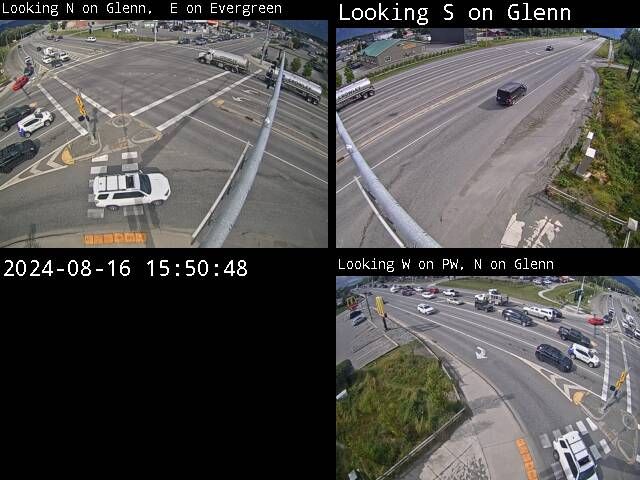 Looking N on Glenn,  E on Evergreen
Looking S on Glenn
2024-08-16 15:50:48
Looking W on PW, N on Glenn